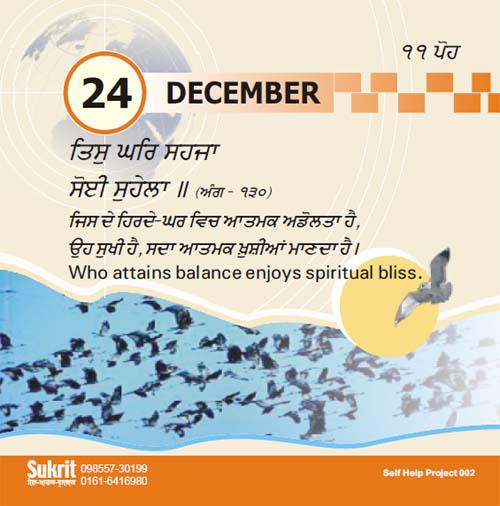 ੧੧ ਪੋਹ
24 DECEMBER
ਤਿਸੁ ਘਰਿ ਸਹਜਾ
ਸੋਈ ਸੁਹੇਲਾ ॥ (ਅੰਗ - ੧੩੦)
ਜਿਸ ਦੇ ਹਿਰਦੇ-ਘਰ ਵਿਚ ਆਤਮਕ ਅਡੋਲਤਾ ਹੈ,
ਉਹ ਸੁਖੀ ਹੈ, ਸਦਾ ਆਤਮਕ ਖ਼ੁਸ਼ੀਆਂ ਮਾਣਦਾ ਹੈ।
Who attains balance enjoys spiritual bliss.
Sukrit 098557-30199
0161-6416980
Self Help Project 002